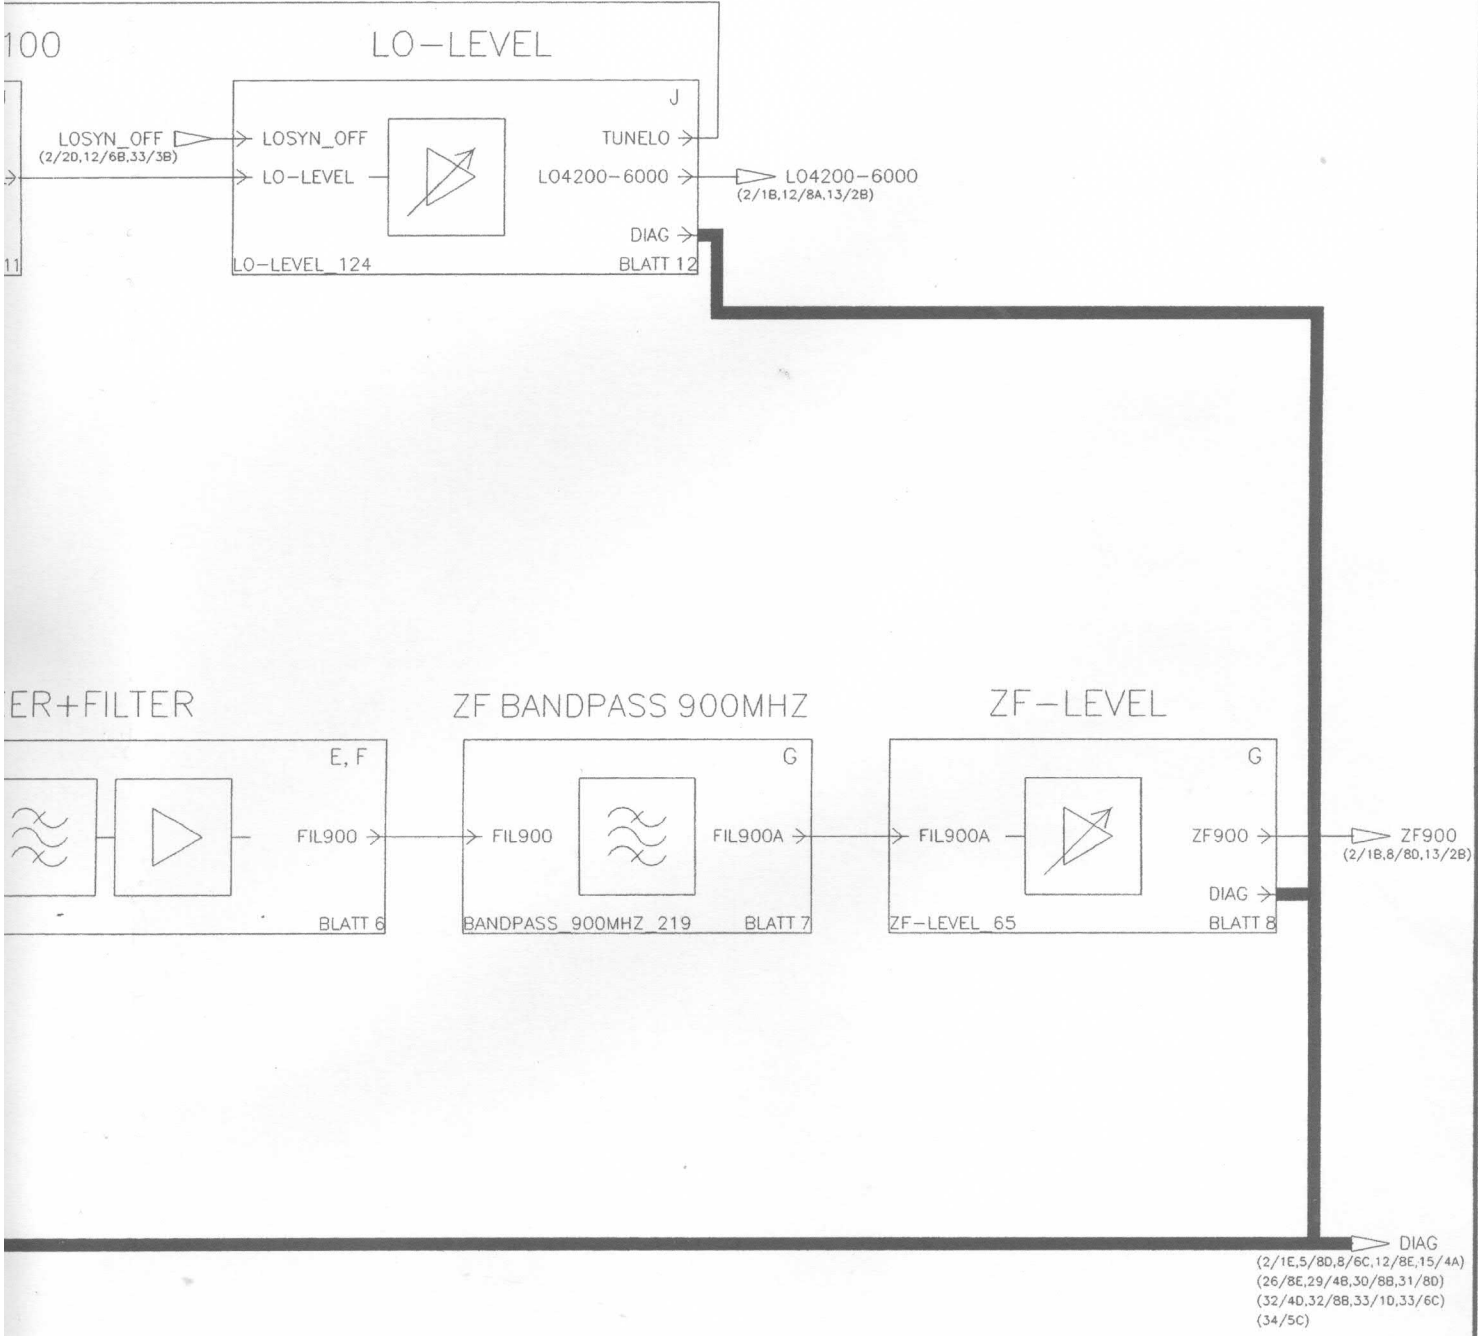 100
LO-LEVEL
J
LOSYN_OFF
(2/2D,12/6B,33/3B)
LOSYN_OFF
TUNELO
LO-LEVEL
LO4200-6000
LO4200-6000
(2/1B,12/8A,13/2B)
DIAG
11
LO-LEVEL_124
BLATT 12
ER+FILTER
ZF BANDPASS 900MHZ
ZF-LEVEL
E, F
G
G
FIL900
FIL900
FIL900A
FIL900A
ZF900
ZF900
(2/1B,8/8D,13/2B)
DIAG
BLATT 6
BANDPASS_900MHZ_219
BLATT 7
ZF-LEVEL_65
BLATT 8
DIAG
(2/1E,5/8D,8/6C,12/8E,15/4A)
(26/8E,29/4B,30/8B,31/8D)
(32/4D,32/8B,33/1D,33/6C)
(34/5C)